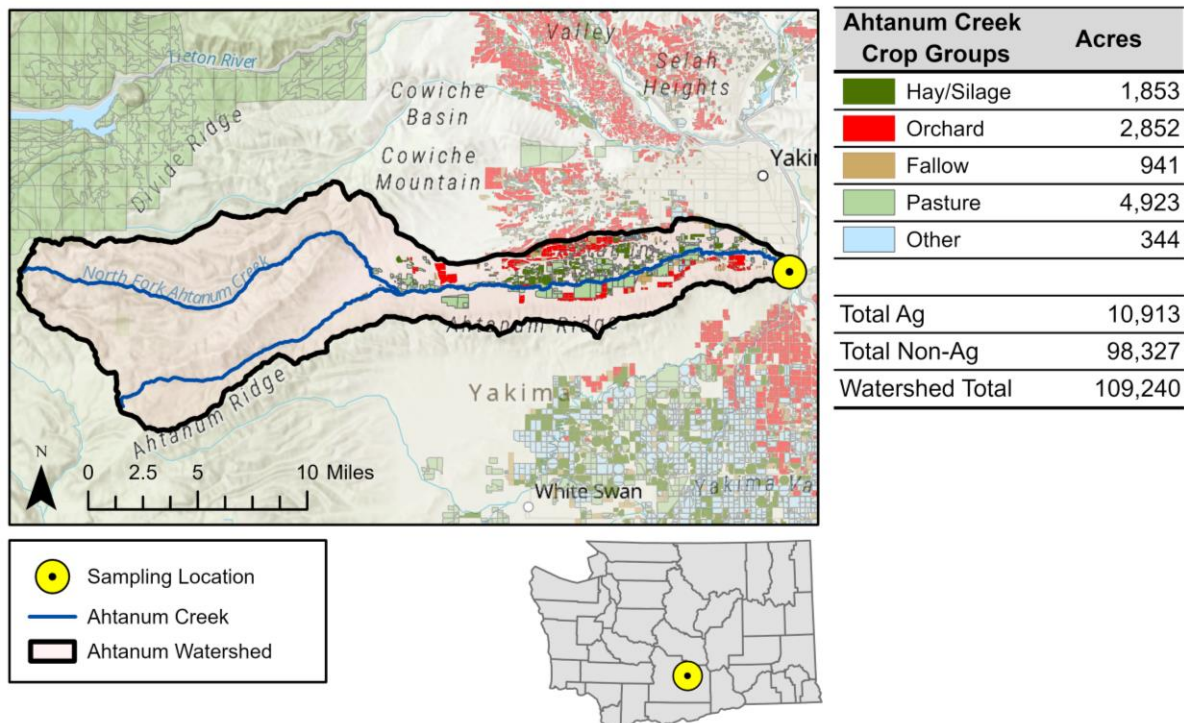 Tieton River
Divide Ridge
Cowiche
Basin
Cowiche
Mountain
Valley
Selah
Heights
Yakin
North Fork Ahtanum Creek
Ahtanum Ridge
Ahtanum Ridge
Yakima
White Swan
Yakima Va
N
0 2.5 5 10 Miles
Ahtanum Creek
Crop Groups Acres
Hay/Silage 1,853
Orchard 2,852
Fallow 941
Pasture 4,923
Other 344
Total Ag 10,913
Total Non-Ag 98,327
Watershed Total 109,240
Sampling Location
Ahtanum Creek
Ahtanum Watershed